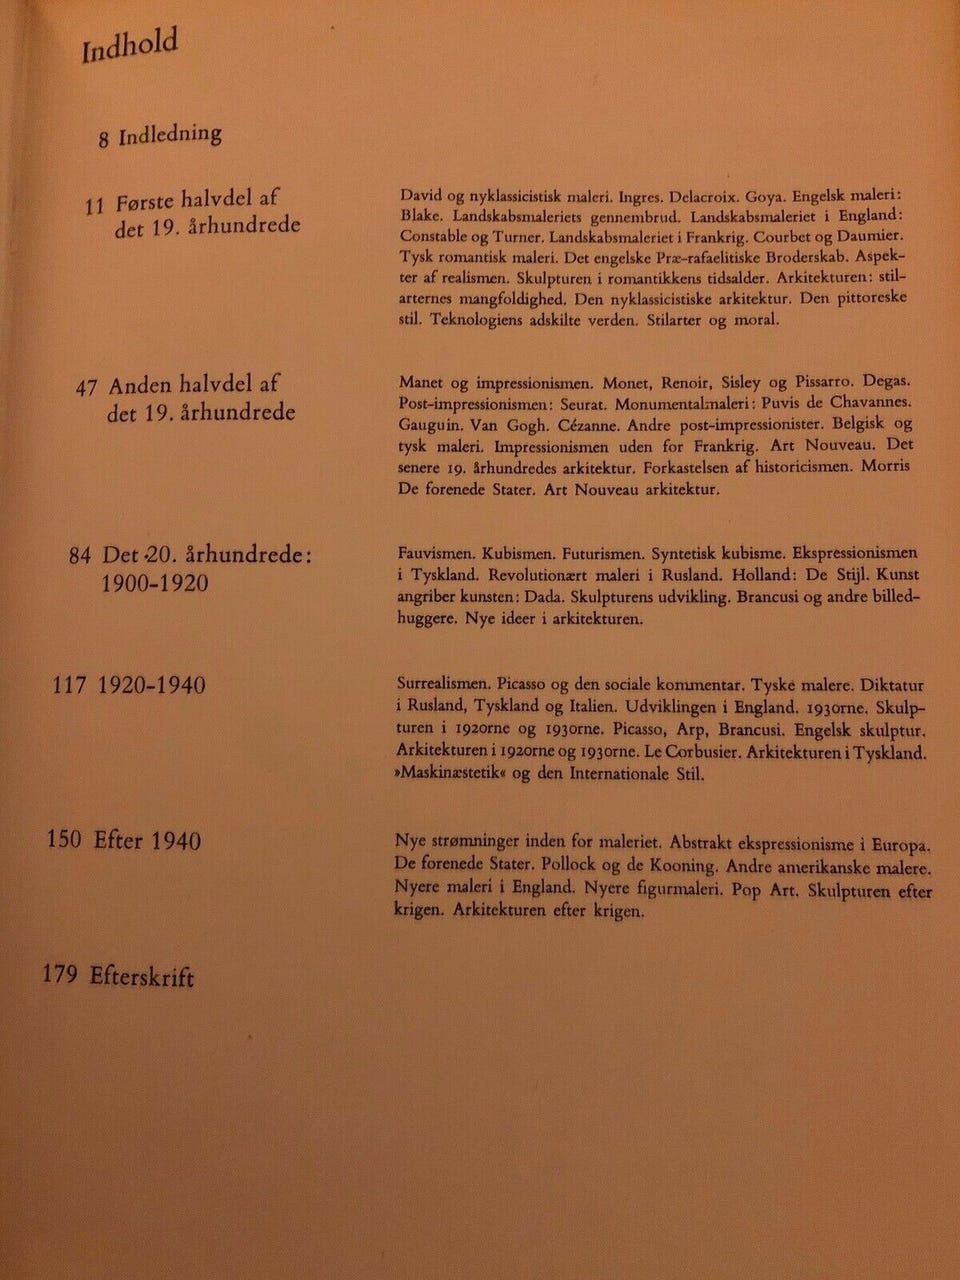 Indhold
8 Indledning
11 Første halvdel af
det 19. århundrede
David og nyklassicistisk maleri. Ingres. Delacroix. Goya. Engelsk maleri:
Blake. Landskabsmaleriets gennembrud. Landskabsmaleriet i England:
Constable og Turner. Landskabsmaleriet i Frankrig. Courbet og Daumier.
Tysk romantisk maleri. Det engelske Præ-rafaelitiske Broderskab. Aspek-
ter af realismen. Skulpturen i romantikkens tidsalder. Arkitekturen: stil-
arternes mangfoldighed. Den nyklassicistiske arkitektur. Den pittoreske
stil. Teknologiens adskilte verden. Stilarter og moral.
47 Anden halvdel af
det 19. århundrede
Manet og impressionismen. Monet, Renoir, Sisley og Pissarro. Degas.
Post-impressionismen: Seurat. Monumentalmaleri: Puvis de Chavannes.
Gauguin. Van Gogh. Cézanne. Andre post-impressionister. Belgisk og
tysk maleri. Impressionismen uden for Frankrig. Art Nouveau. Det
senere 19. århundredes arkitektur. Forkastelsen af historicismen. Morris
De forenede Stater. Art Nouveau arkitektur.
84 Det 20. århundrede:
1900-1920
Fauvismen. Kubismen. Futurismen. Syntetisk kubisme. Ekspressionismen
i Tyskland. Revolutionært maleri i Rusland. Holland: De Stijl. Kunst
angriber kunsten: Dada. Skulpturens udvikling. Brancusi og andre billed-
huggere. Nye ideer i arkitekturen.
117 1920-1940
Surrealismen. Picasso og den sociale kommentar. Tyske malere. Diktatur
i Rusland, Tyskland og Italien. Udviklingen i England. 1930rne. Skulp-
turen i 1920rne og 1930rne. Picasso, Arp, Brancusi. Engelsk skulptur.
Arkitekturen i 1920rne og 1930rne. Le Corbusier. Arkitekturen i Tyskland.
»Maskinæstetik« og den Internationale Stil.
150 Efter 1940
Nye strømninger inden for maleriet. Abstrakt ekspressionisme i Europa.
De forenede Stater. Pollock og de Kooning. Andre amerikanske malere.
Nyere maleri i England. Nyere figurmaleri. Pop Art. Skulpturen efter
krigen. Arkitekturen efter krigen.
179 Efterskrift